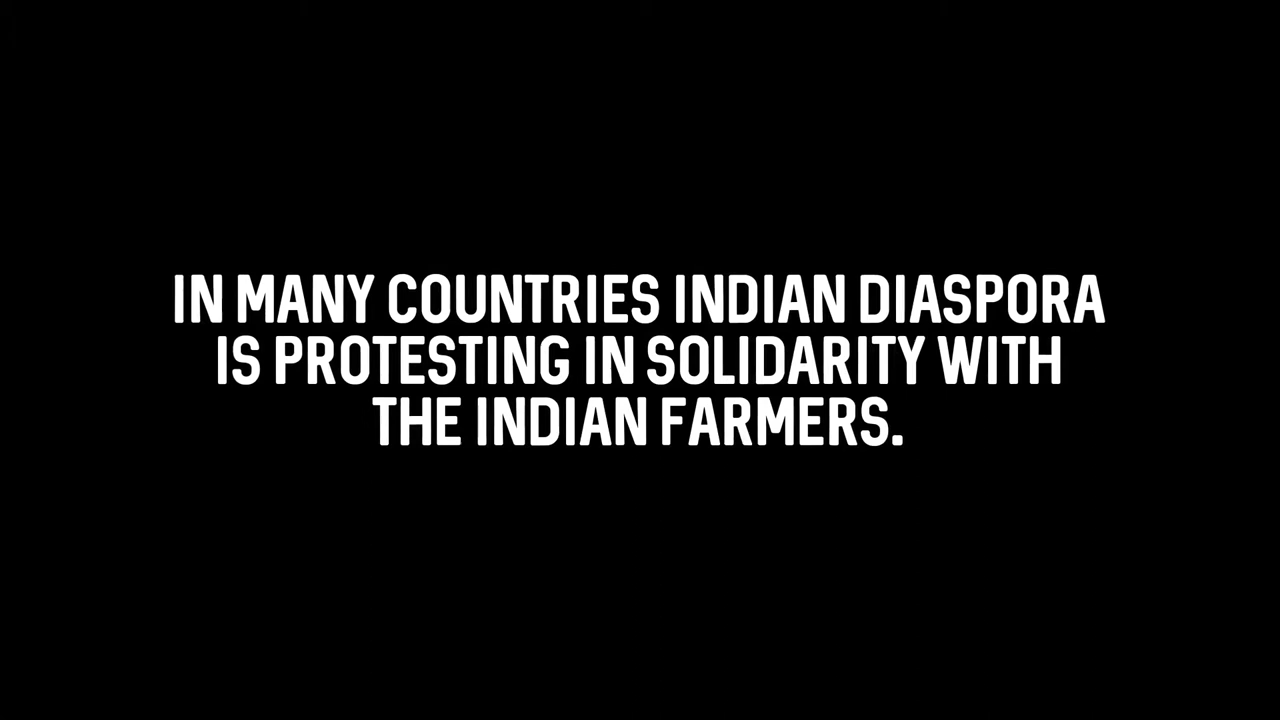 IN MANY COUNTRIES INDIAN DIASPORA
IS PROTESTING IN SOLIDARITY WITH
THE INDIAN FARMERS.